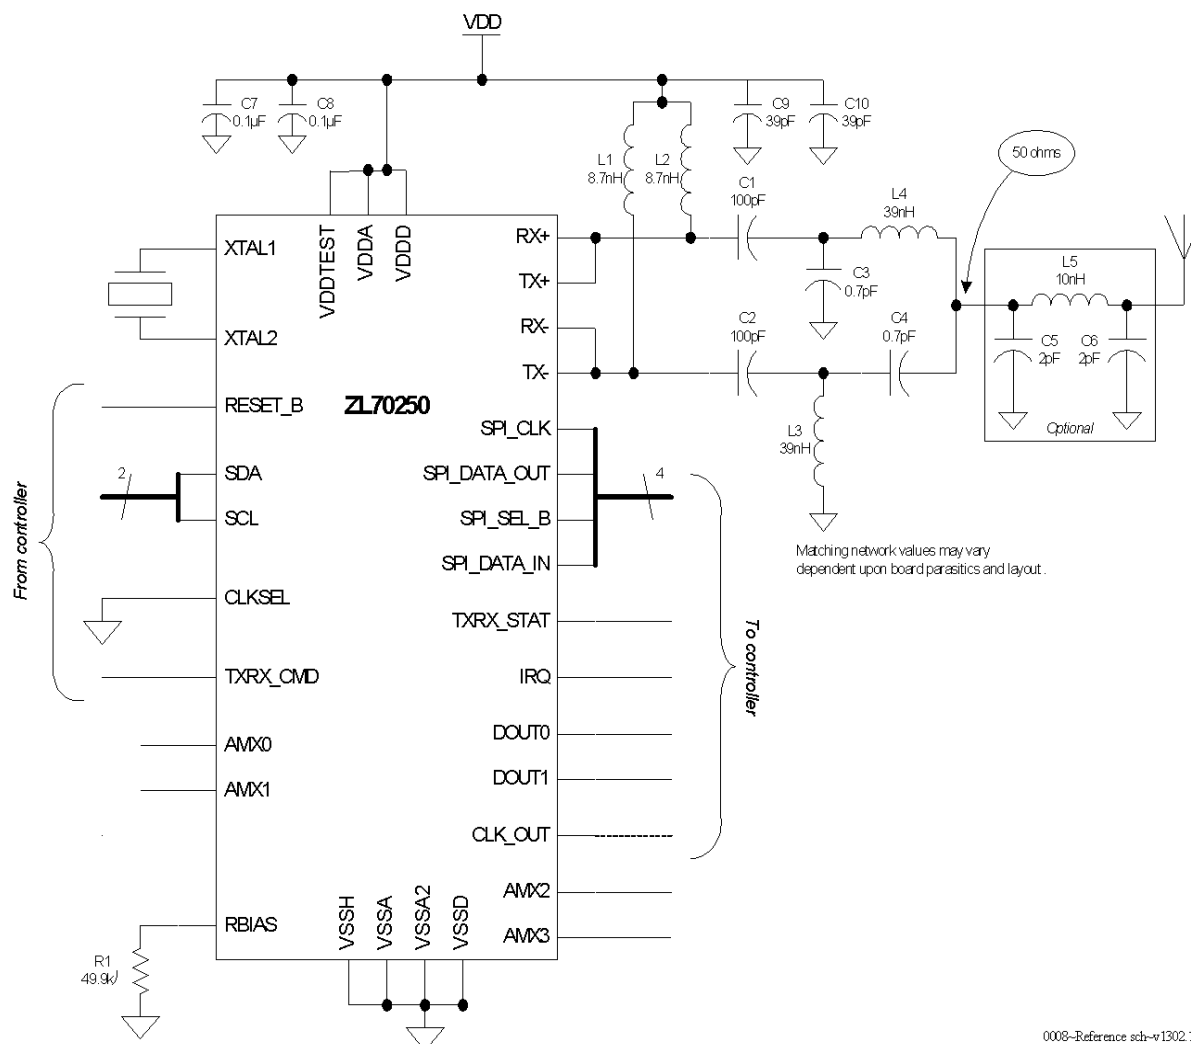 VDD
C7
0.1µF
C8
0.1µF
C9
39pF
C10
39pF
L1
8.7nH
L2
8.7nH
C1
100pF
L4
39nH
50 ohms
C3
0.7pF
C2
100pF
C4
0.7pF
L3
39nH
L5
10nH
C5
2pF
C6
2pF
Optional
Matching network values may vary
dependent upon board parasitics and layout .
VDDTEST
VDDA
VDDD
XTAL1
XTAL2
RESET_B
SDA
SCL
2
CLKSEL
TXRX_CMD
AMX0
AMX1
RBIAS
R1
49.9k)
From controller
ZL70250
RX+
TX+
RX-
TX-
SPI_CLK
SPI_DATA_OUT
SPI_SEL_B
SPI_DATA_IN
4
TXRX_STAT
IRQ
DOUT0
DOUT1
CLK_OUT
AMX2
AMX3
To controller
VSSH
VSSA
VSSA2
VSSD
0008~Reference sch~v1302.